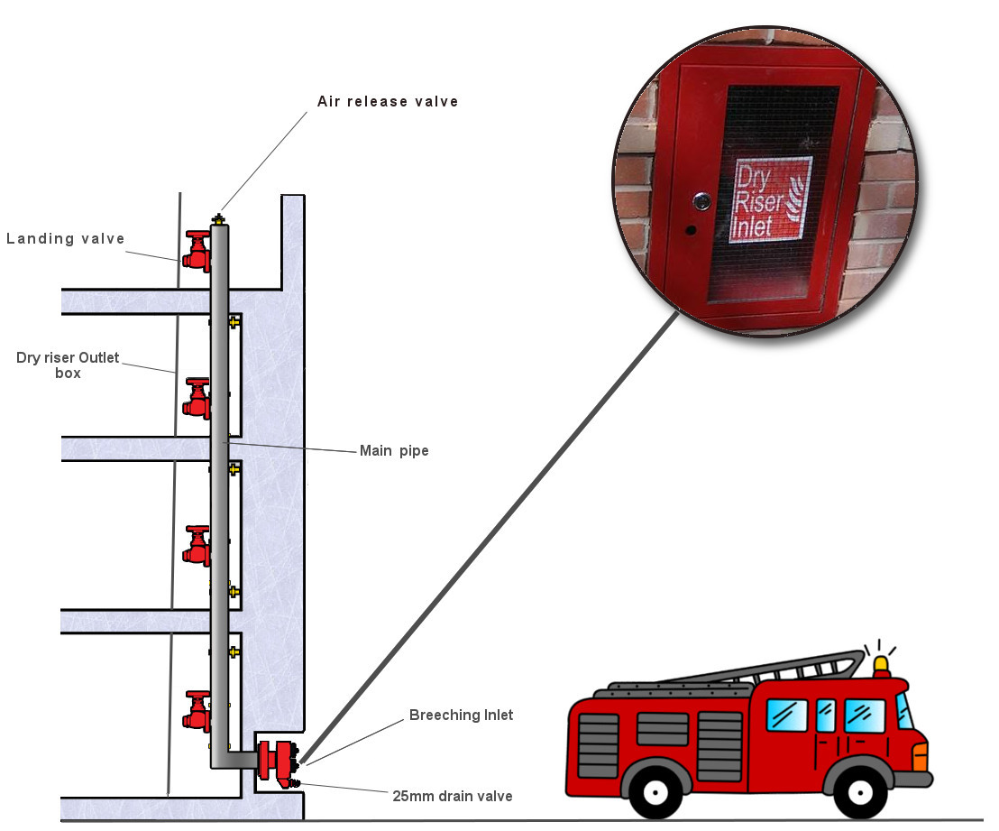 Air release valve
Dry
Riser
Inlet
Landing valve
Dry riser Outlet
box
Main pipe
Breeching Inlet
25mm drain valve